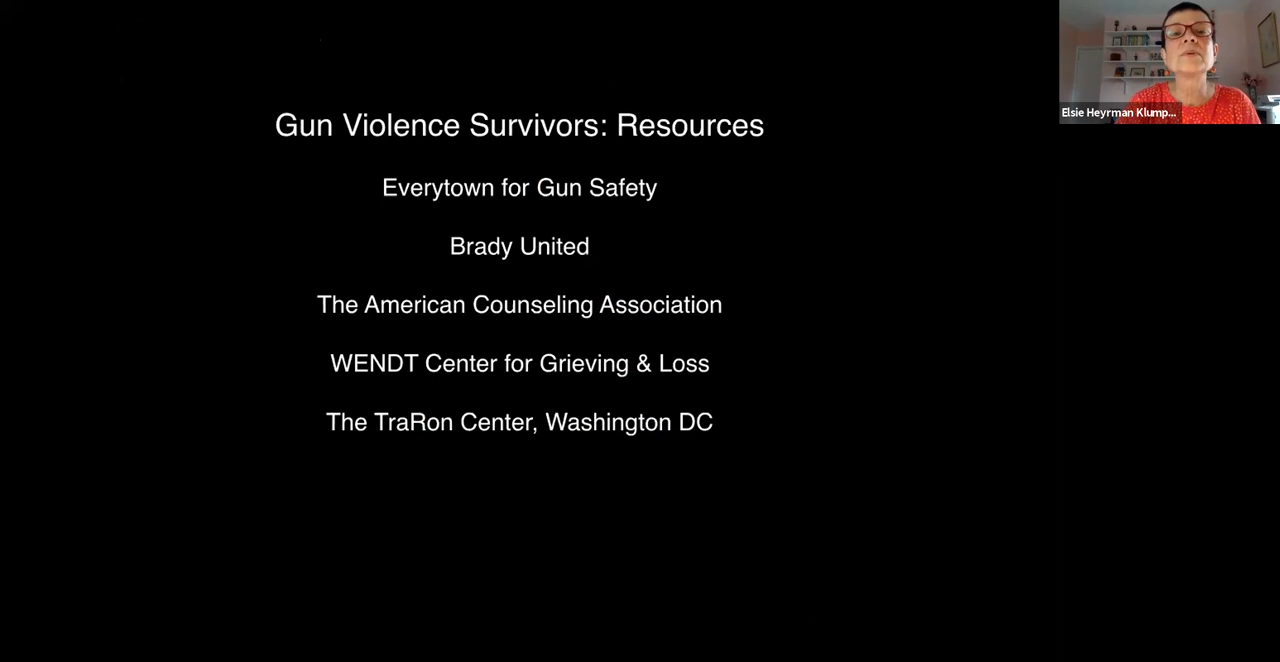 Gun Violence Survivors: Resources
Everytown for Gun Safety
Brady United
The American Counseling Association
WENDT Center for Grieving & Loss
The TraRon Center, Washington DC
Elsie Heyrman Klump...